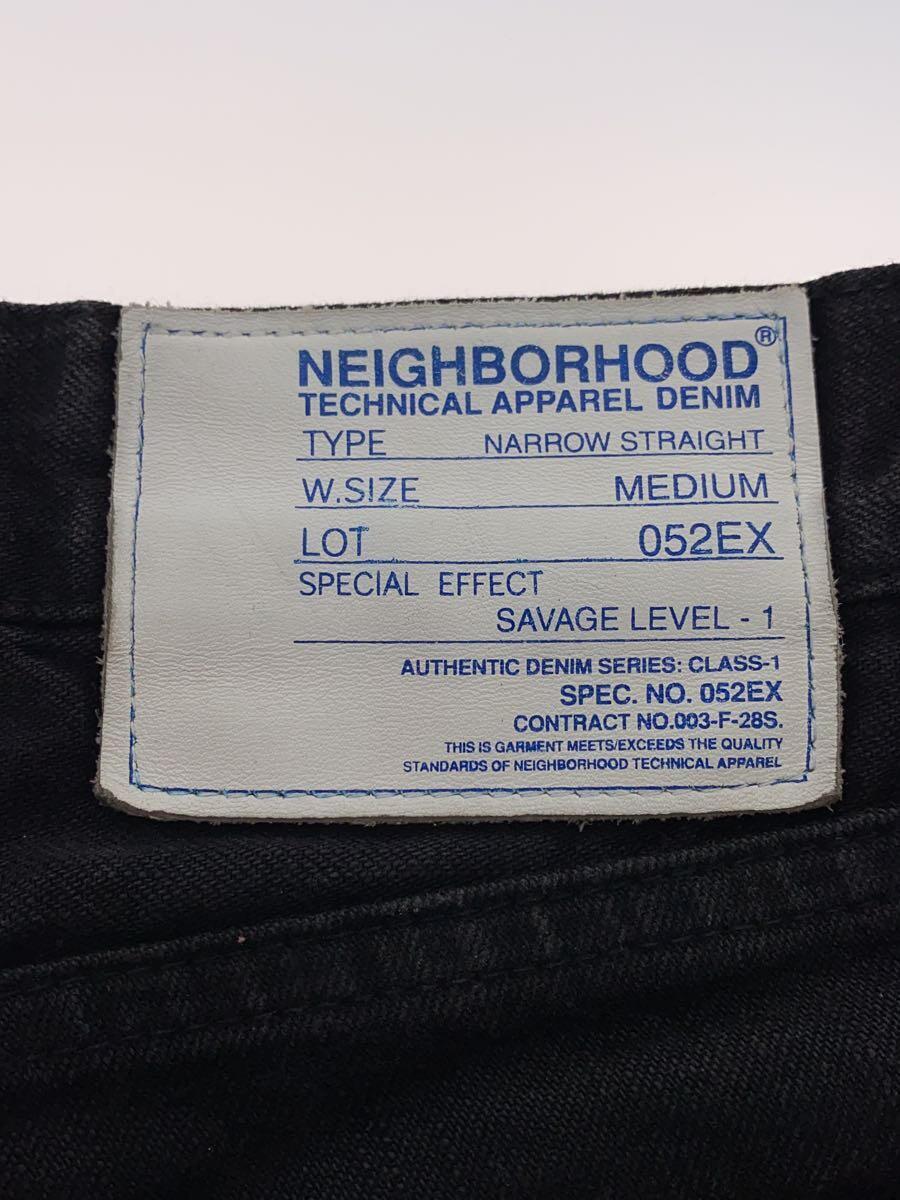 NEIGHBORHOOD®
TECHNICAL APPAREL DENIM
TYPE NARROW STRAIGHT
W.SIZE MEDIUM
LOT 052EX
SPECIAL EFFECT
SAVAGE LEVEL - 1
AUTHENTIC DENIM SERIES: CLASS-1
SPEC. NO. 052EX
CONTRACT NO.003-F-28S.
THIS IS GARMENT MEETS/EXCEEDS THE QUALITY
STANDARDS OF NEIGHBORHOOD TECHNICAL APPAREL